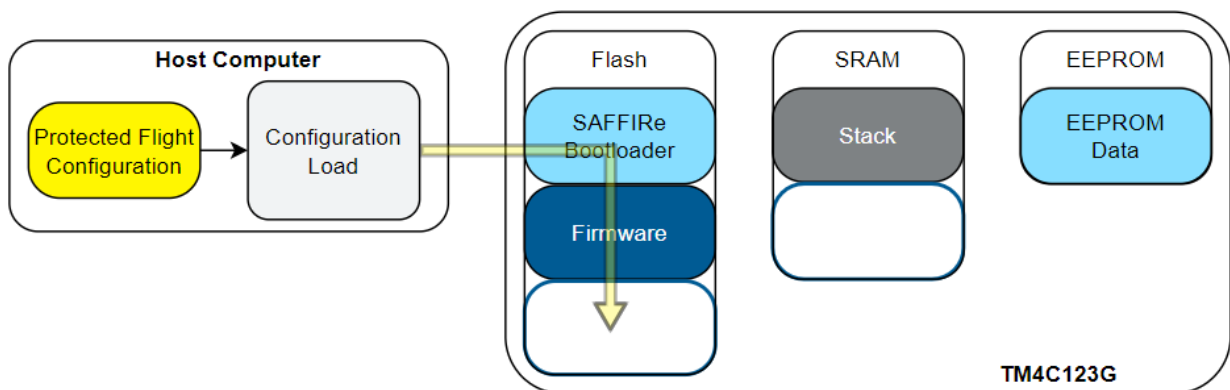 Host Computer
Protected Flight
Configuration
Configuration
Load
Flash
SAFFIRe
Bootloader
Firmware
SRAM
Stack
EEPROM
EEPROM
Data
TM4C123G